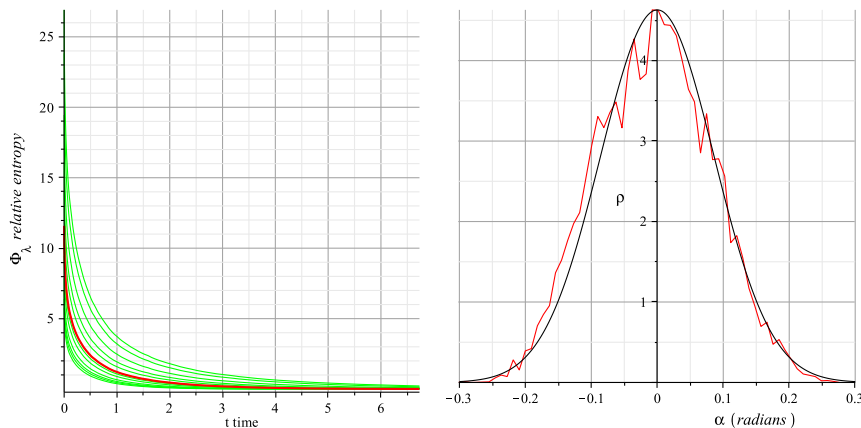 25
20
15
10
5
0 1 2 3 4 5 6
Φλ relative entropy
t time
4
3
2
1
ρ
−0.3 −0.2 −0.1 0 0.1 0.2 0.3
α (radians)